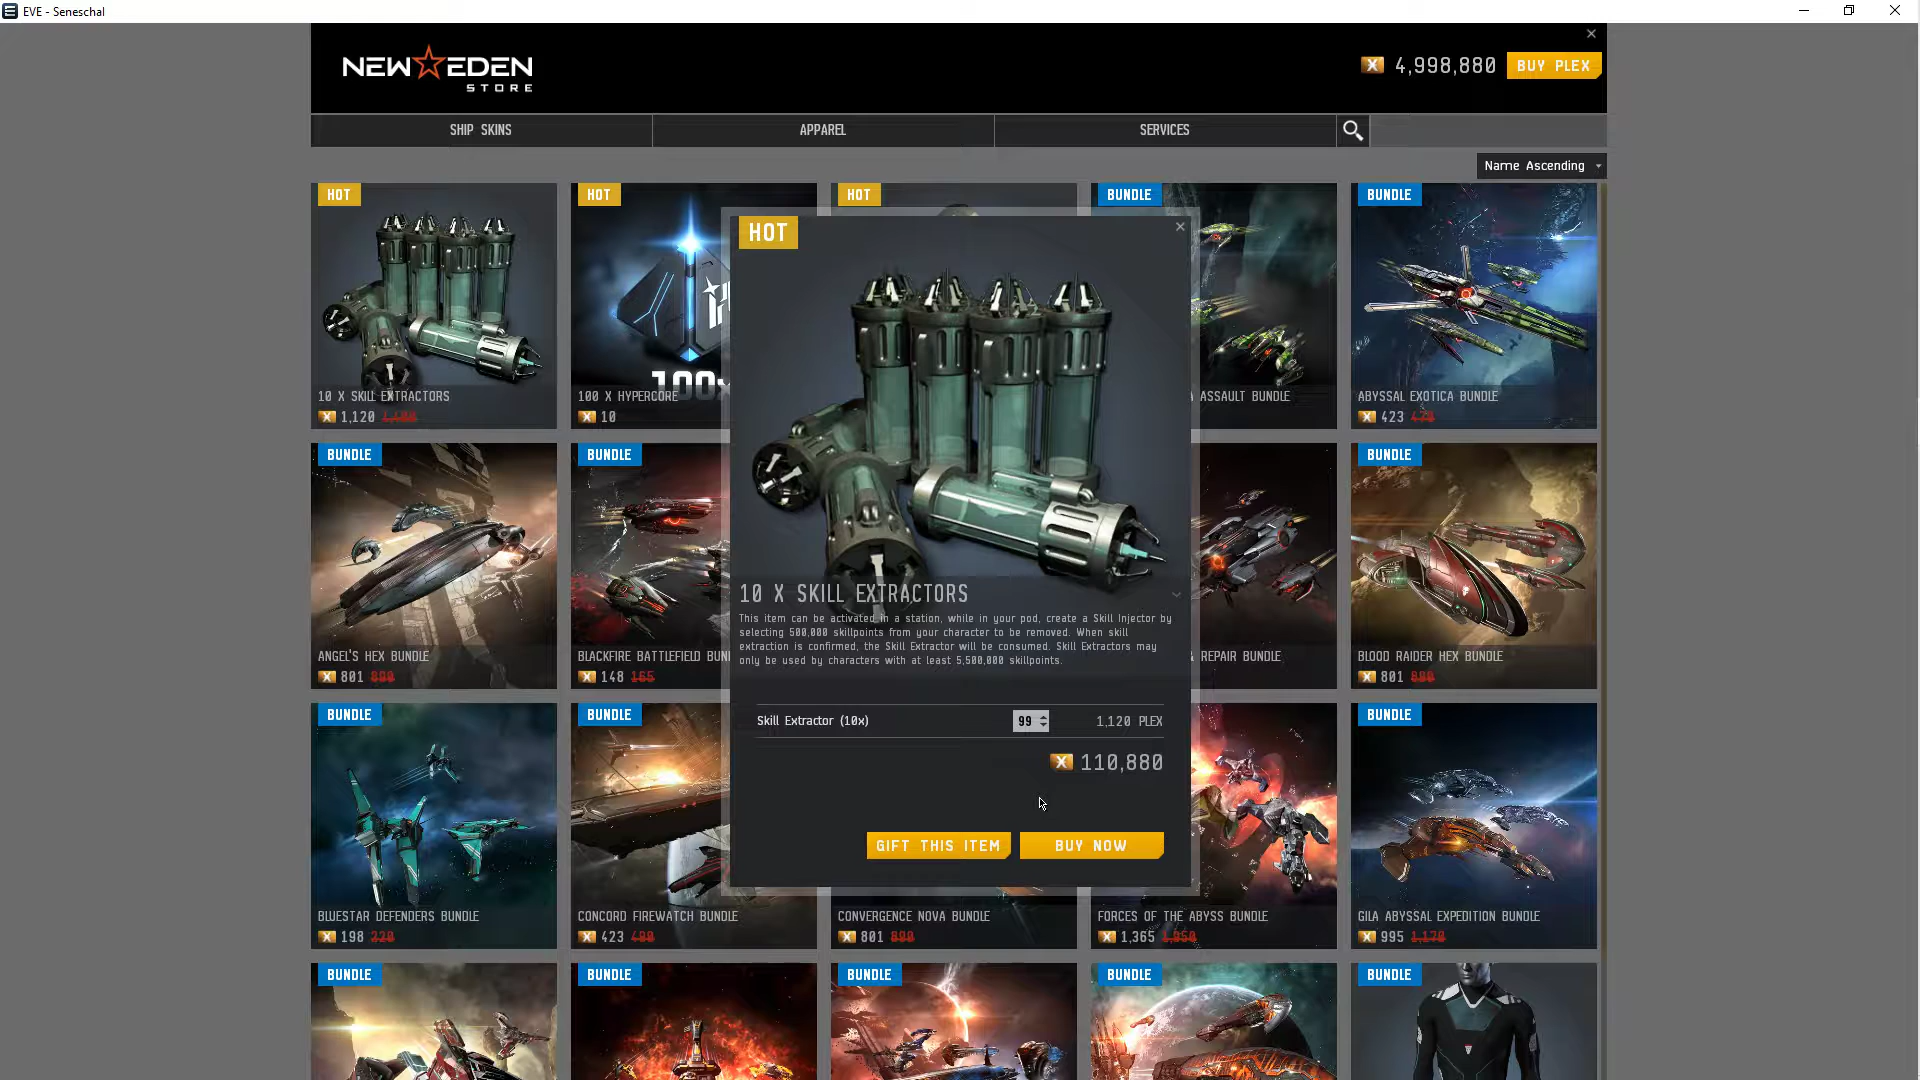 EVE - Seneschal
NEW EDEN
STORE
4,998,880
BUY PLEX
SHIP SKINS
APPAREL
SERVICES
Name Ascending
HOT
10 X SKILL EXTRACTORS
1,120
HOT
100x
100 X HYPERCORE
10
HOT
BUNDLE
ASSAULT BUNDLE
BUNDLE
ABYSSAL EXOTICA BUNDLE
423 470
HOT
10 X SKILL EXTRACTORS
This item can be activated in a station, while in your pod, create a Skill Injector by
selecting 500,000 skillpoints from your character to be removed. When skill
extraction is confirmed, the Skill Extractor will be consumed. Skill Extractors may
only be used by characters with at least 5,500,000 skillpoints.
Skill Extractor (10x)
99
1,120 PLEX
110,880
GIFT THIS ITEM
BUY NOW
BUNDLE
ANGEL'S HEX BUNDLE
801 890
BUNDLE
BLACKFIRE BATTLEFIELD BUN
148 165
REPAIR BUNDLE
BUNDLE
BLOOD RAIDER HEX BUNDLE
801 890
BUNDLE
BLUESTAR DEFENDERS BUNDLE
198 220
BUNDLE
CONCORD FIREWATCH BUNDLE
423
CONVERGENCE NOVA BUNDLE
801 890
FORCES OF THE ABYSS BUNDLE
1,365
BUNDLE
GILA ABYSSAL EXPEDITION BUNDLE
995 1,170
BUNDLE
BUNDLE
BUNDLE
BUNDLE
BUNDLE